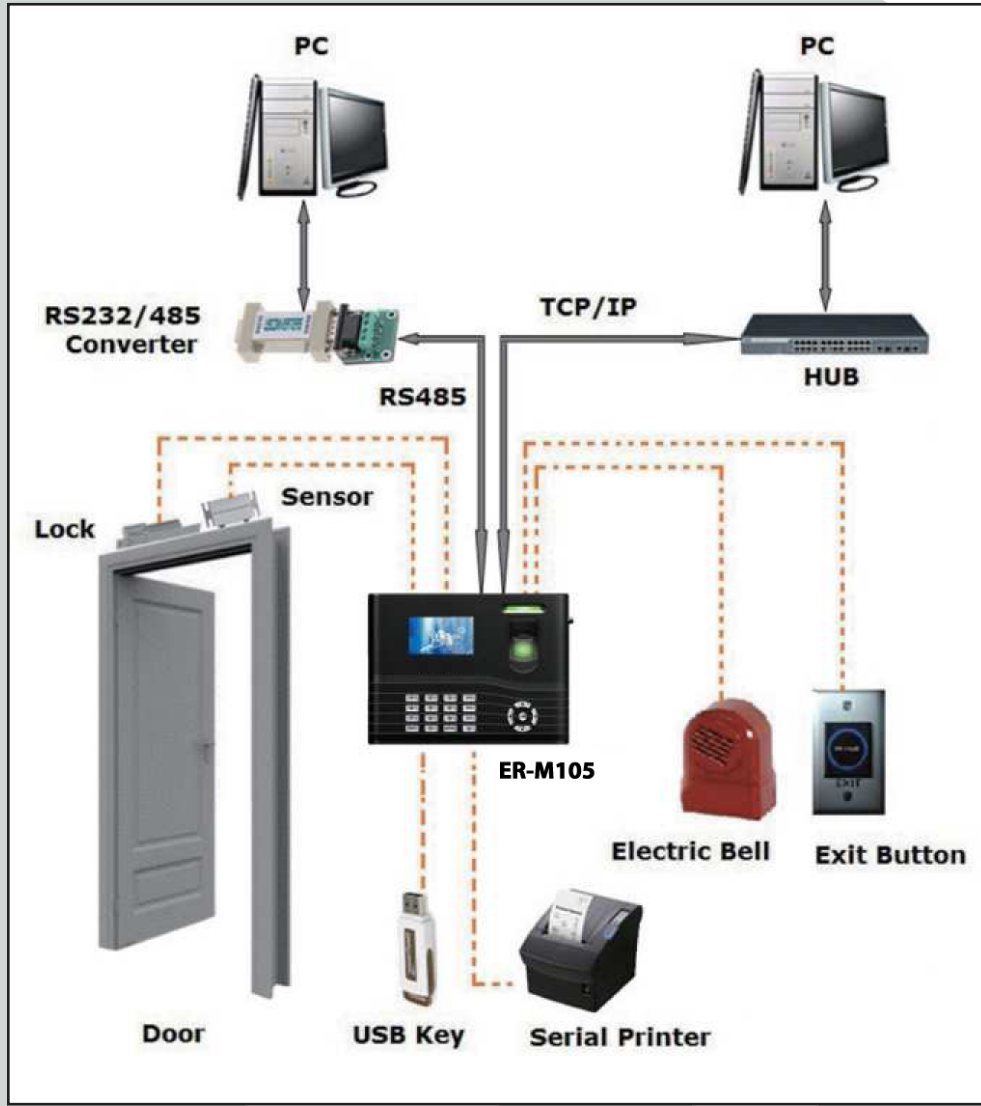 PC
PC
RS232/485
Converter
TCP/IP
HUB
RS485
Sensor
Lock
ER-M105
EXIT
Electric Bell
Exit Button
Door
USB Key
Serial Printer